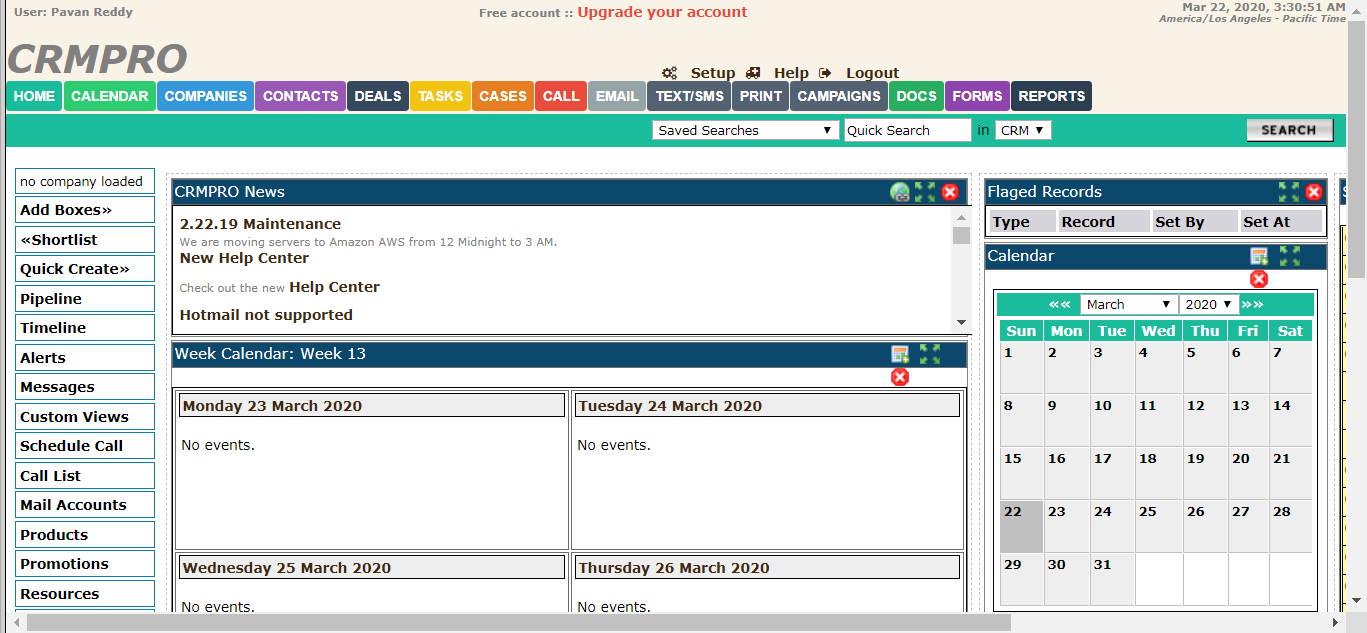 User: Pavan Reddy
Free account :: Upgrade your account
Mar 22, 2020, 3:30:51 AM
America/Los Angeles - Pacific Time
CRMPRO
Setup Help Logout
HOME CALENDAR COMPANIES CONTACTS DEALS TASKS CASES CALL EMAIL TEXT/SMS PRINT CAMPAIGNS DOCS FORMS REPORTS
Saved Searches Quick Search in CRM SEARCH
no company loaded
Add Boxes»
«Shortlist
Quick Create»
Pipeline
Timeline
Alerts
Messages
Custom Views
Schedule Call
Call List
Mail Accounts
Products
Promotions
Resources
CRMPRO News
2.22.19 Maintenance
We are moving servers to Amazon AWS from 12 Midnight to 3 AM.
New Help Center
Check out the new Help Center
Hotmail not supported
Week Calendar: Week 13
Monday 23 March 2020 Tuesday 24 March 2020
No events. No events.
Wednesday 25 March 2020 Thursday 26 March 2020
No events. No events.
Flaged Records
Type Record Set By Set At
Calendar
«« March 2020 »»
Sun Mon Tue Wed Thu Fri Sat
1 2 3 4 5 6 7
8 9 10 11 12 13 14
15 16 17 18 19 20 21
22 23 24 25 26 27 28
29 30 31